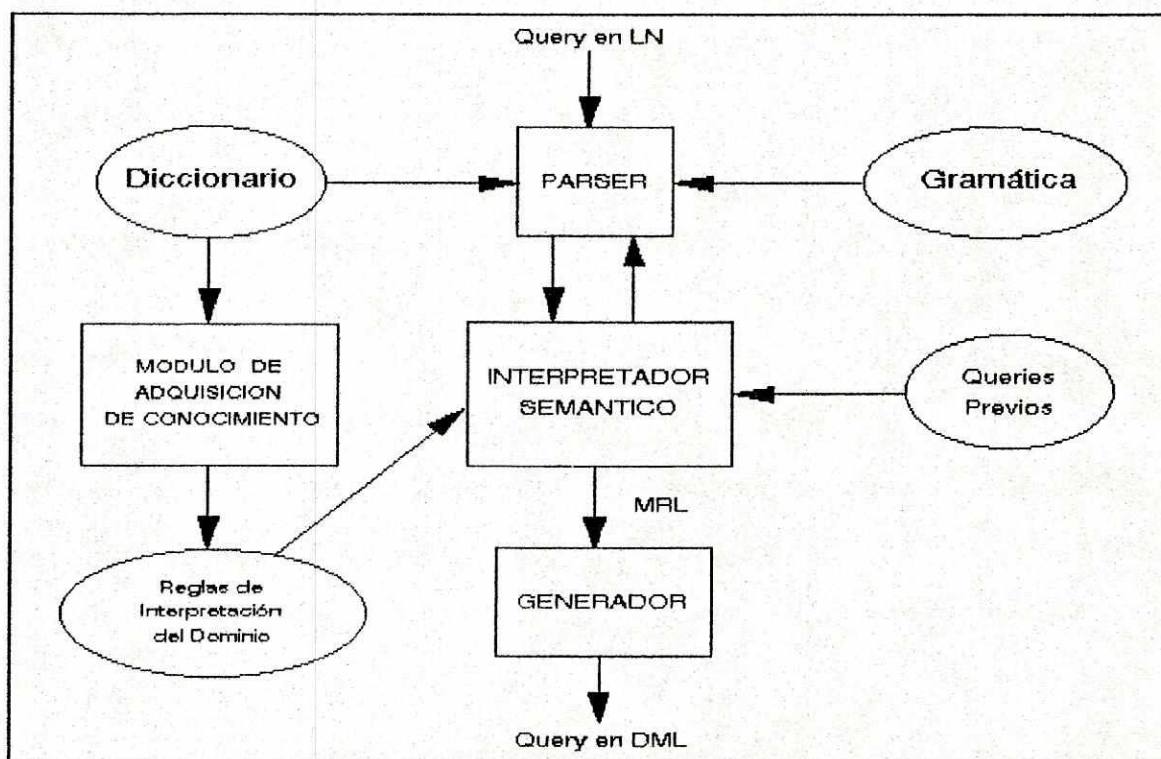 Query en LN
Diccionario
PARSER
Gramática
MODULO DE
ADQUISICION
DE CONOCIMIENTO
INTERPRETADOR
SEMANTICO
Queries
Previos
MRL
Reglas de
Interpretación
del Dominio
GENERADOR
Query en DML